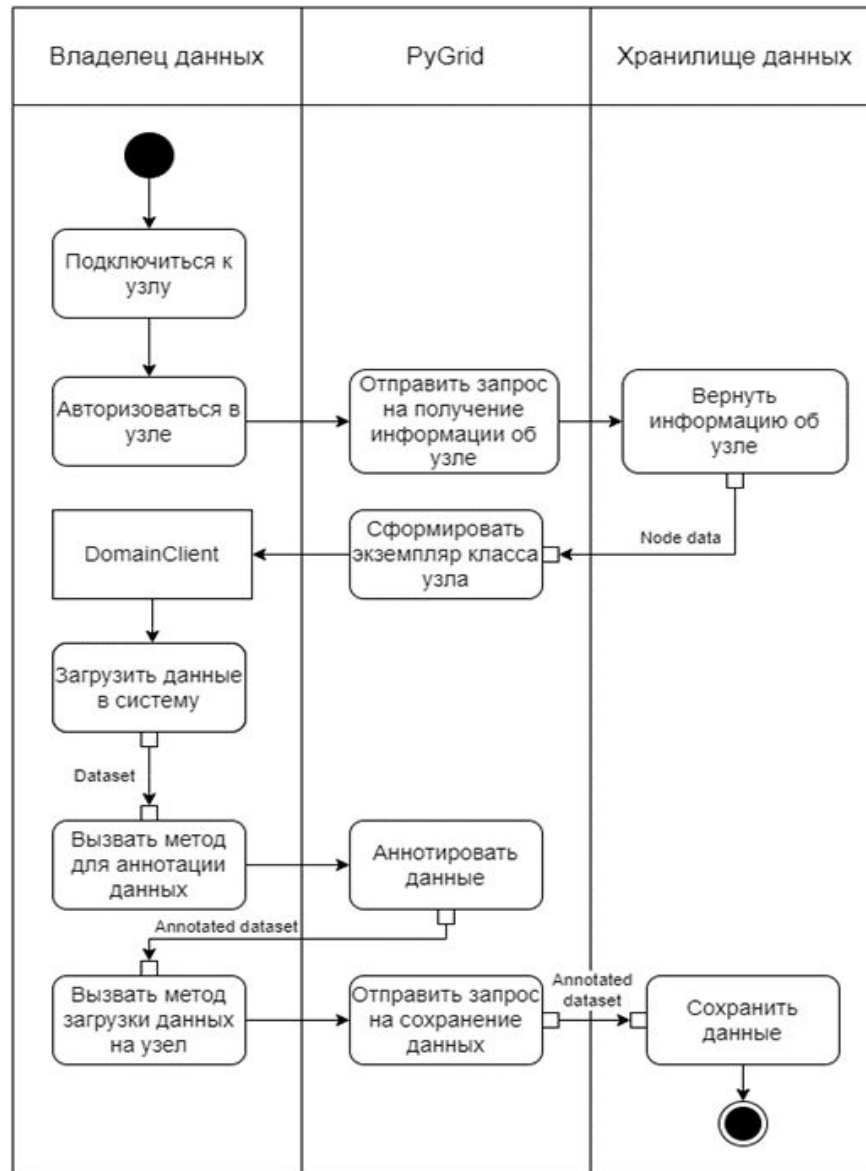 Владелец данных
PyGrid
Хранилище данных
Подключиться к
узлу
Авторизоваться в
узле
Отправить запрос
на получение
информации об
узле
Вернуть
информацию об
узле
Node data
Сформировать
экземпляр класса
узла
DomainClient
Загрузить данные
в систему
Dataset
Вызвать метод
для аннотации
данных
Аннотировать
данные
Annotated dataset
Вызвать метод
загрузки данных
на узел
Отправить запрос
на сохранение
данных
Annotated
dataset
Сохранить
данные